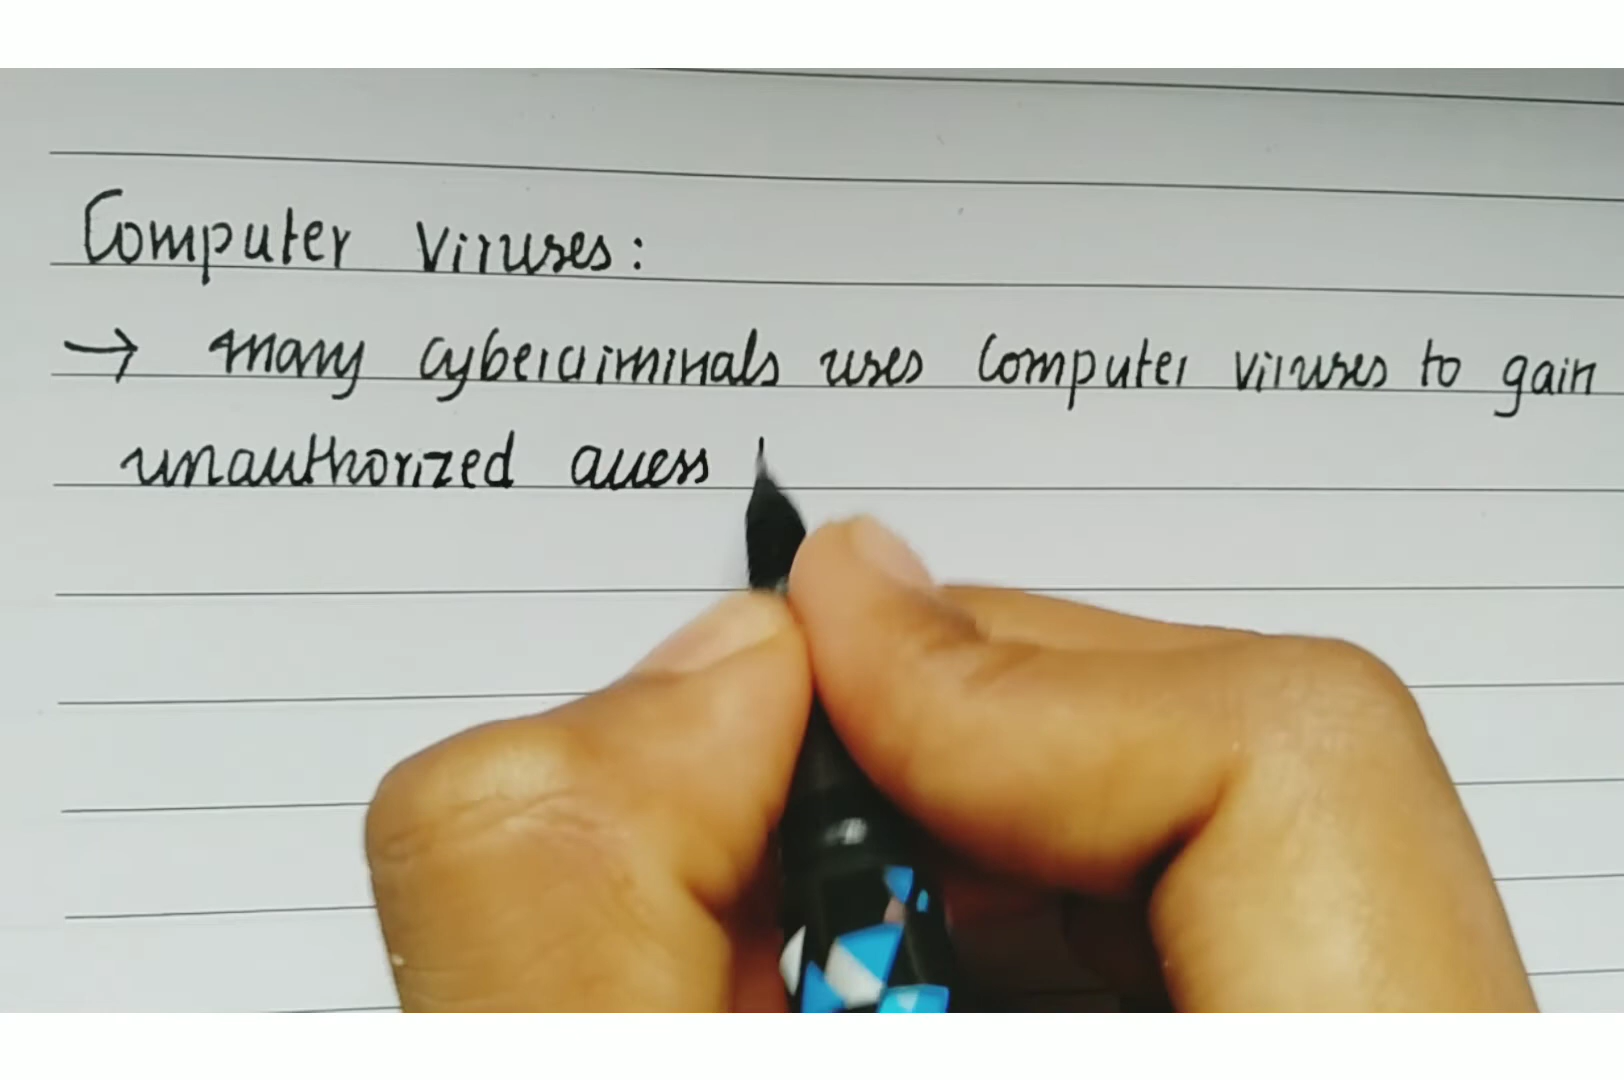 Computer Viruses:
→ many cybercriminals uses Computer viruses to gain
unauthorized access